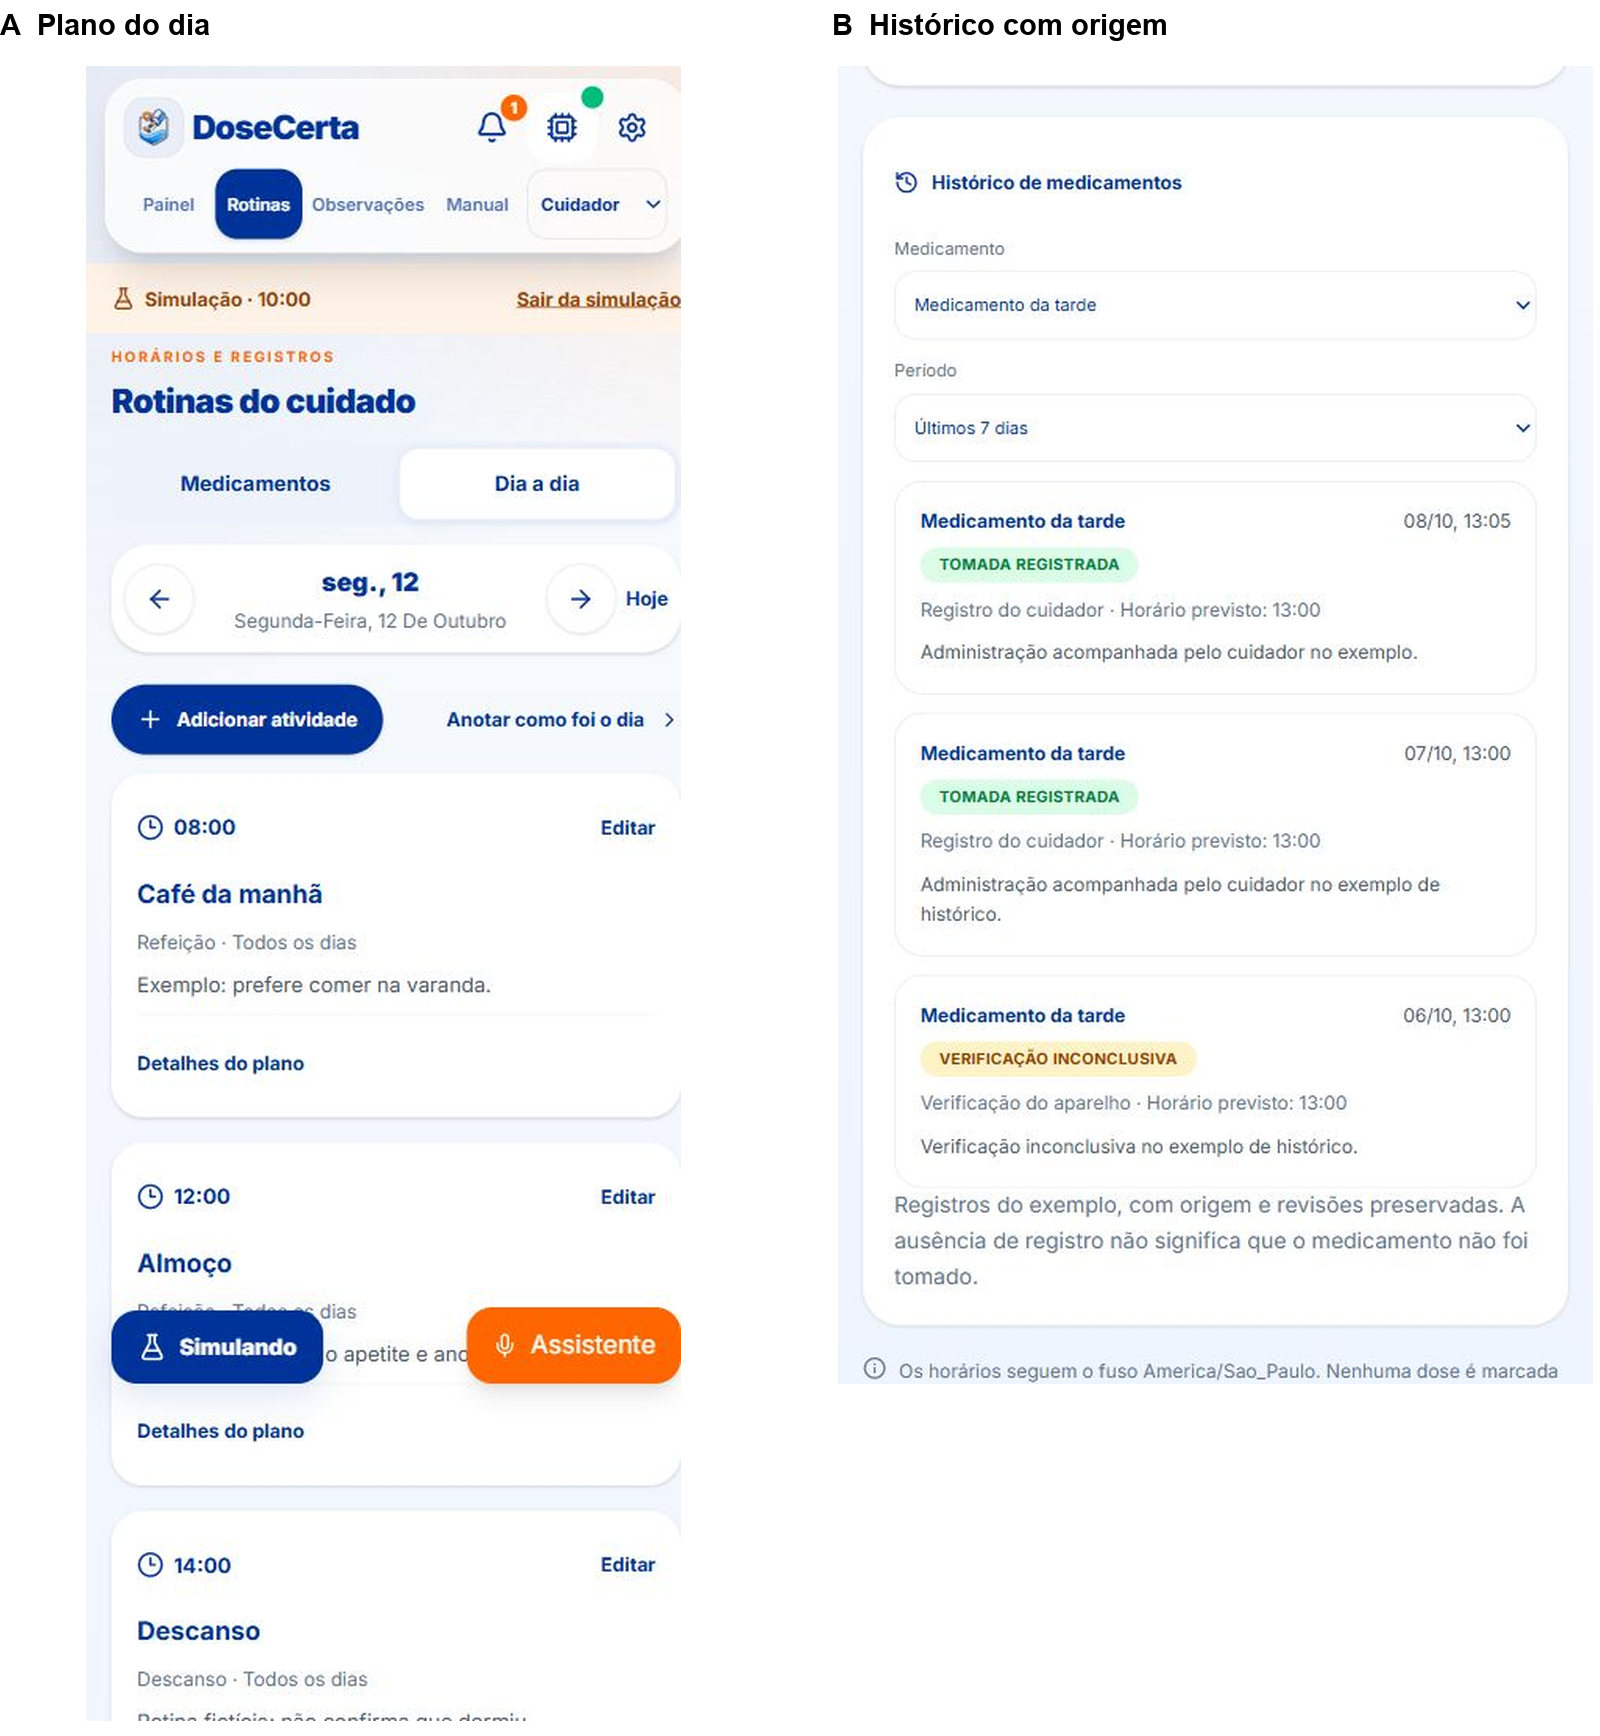 A Plano do dia
DoseCerta
1
Painel
Rotinas
Observações
Manual
Cuidador
Simulação · 10:00
Sair da simulação
HORÁRIOS E REGISTROS
Rotinas do cuidado
Medicamentos
Dia a dia
seg., 12
Segunda-Feira, 12 De Outubro
Hoje
Adicionar atividade
Anotar como foi o dia
08:00
Editar
Café da manhã
Refeição · Todos os dias
Exemplo: prefere comer na varanda.
Detalhes do plano
12:00
Editar
Almoço
Refeição · Todos os dias
Simulando
o apetite e
Assistente
Detalhes do plano
14:00
Editar
Descanso
Descanso · Todos os dias
Rotina fictícia: não confirma que dormiu.
B Histórico com origem
Histórico de medicamentos
Medicamento
Medicamento da tarde
Período
Últimos 7 dias
Medicamento da tarde
08/10, 13:05
TOMADA REGISTRADA
Registro do cuidador · Horário previsto: 13:00
Administração acompanhada pelo cuidador no exemplo.
Medicamento da tarde
07/10, 13:00
TOMADA REGISTRADA
Registro do cuidador · Horário previsto: 13:00
Administração acompanhada pelo cuidador no exemplo de
histórico.
Medicamento da tarde
06/10, 13:00
VERIFICAÇÃO INCONCLUSIVA
Verificação do aparelho · Horário previsto: 13:00
Verificação inconclusiva no exemplo de histórico.
Registros do exemplo, com origem e revisões preservadas. A
ausência de registro não significa que o medicamento não foi
tomado.
Os horários seguem o fuso America/Sao_Paulo. Nenhuma dose é marcada